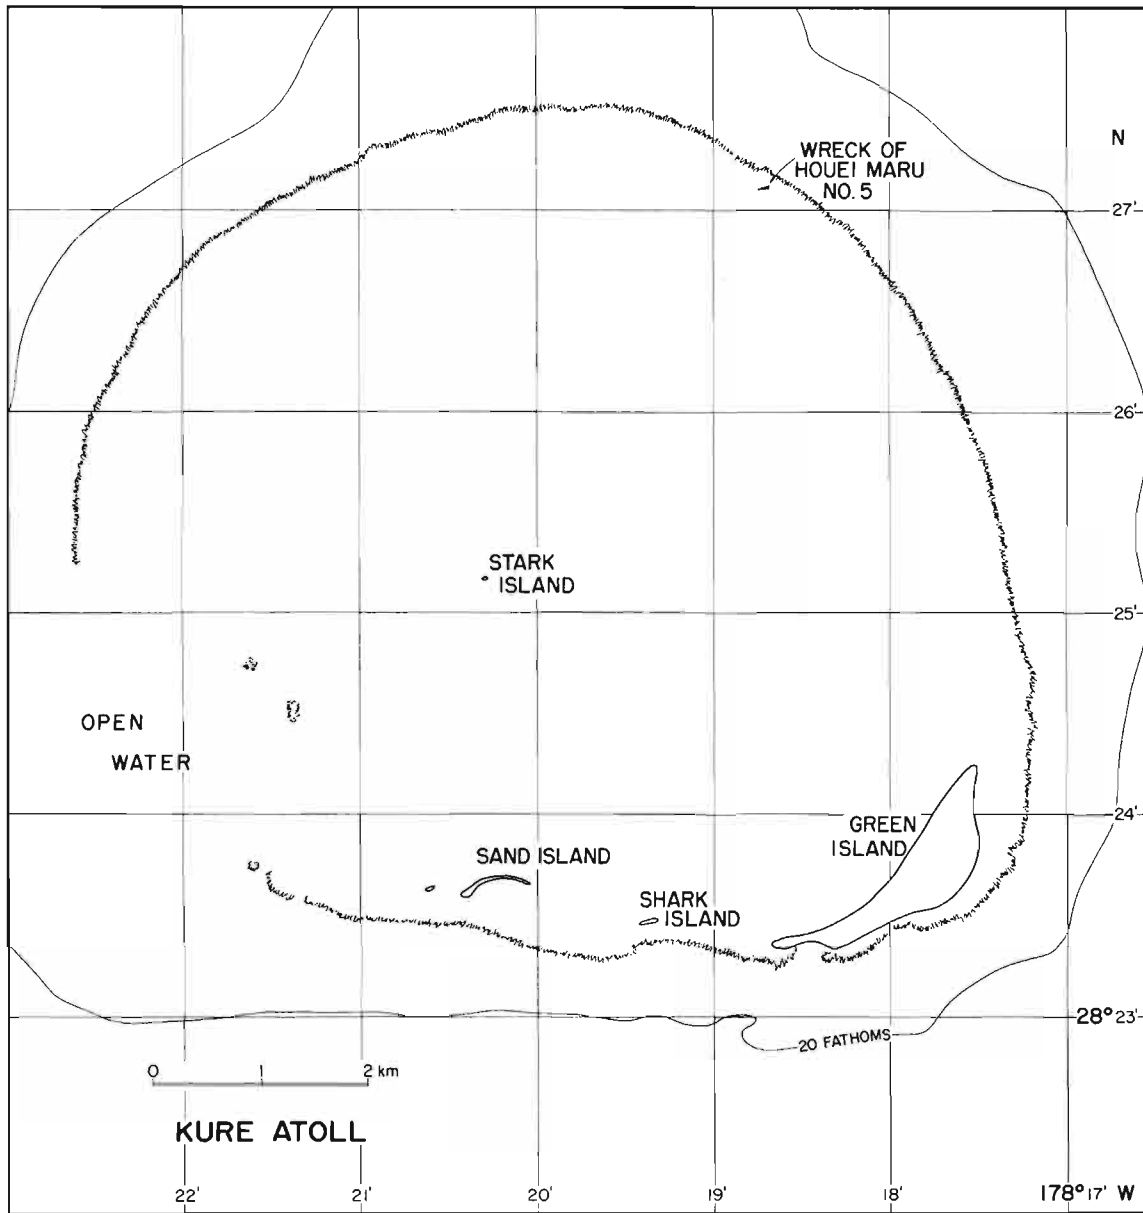 N
WRECK OF
HOUEI MARU
NO. 5
27'
26'
STARK
ISLAND
25'
OPEN
WATER
24'
GREEN
ISLAND
SAND ISLAND
SHARK
ISLAND
28°23'
20 FATHOMS
0 1 2 km
KURE ATOLL
22' 21' 20' 19' 18' 178°17' W